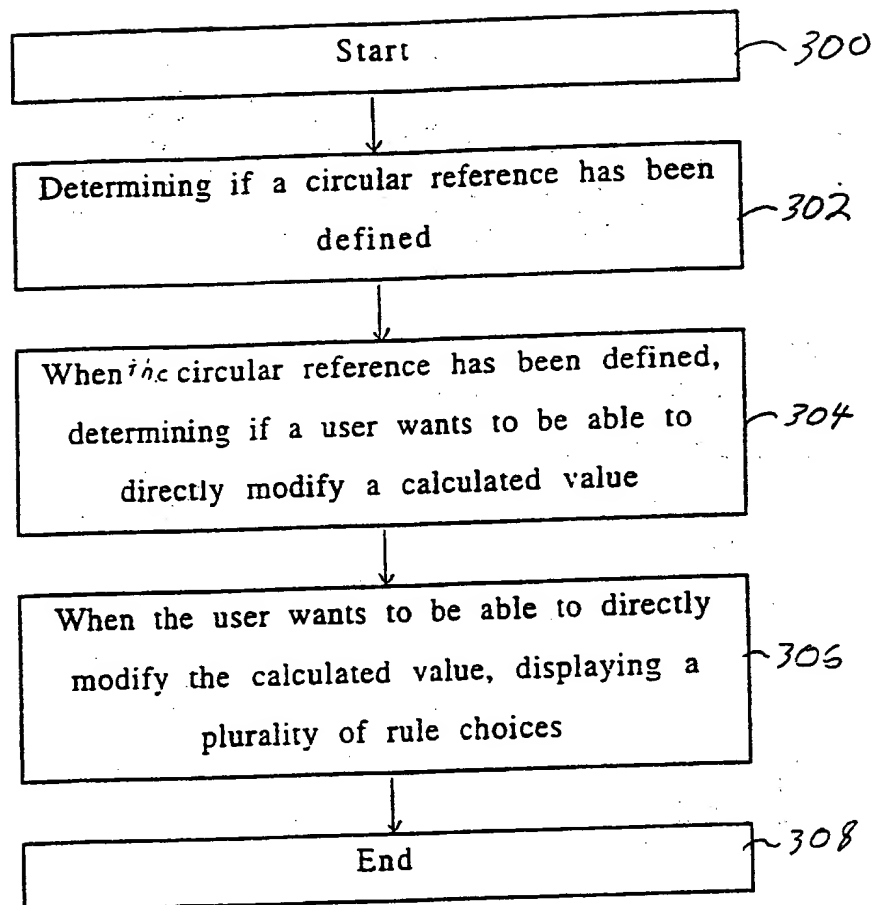 Start
300
Determining if a circular reference has been
defined
302
When the circular reference has been defined,
determining if a user wants to be able to
directly modify a calculated value
304
When the user wants to be able to directly
modify the calculated value, displaying a
plurality of rule choices
306
End
308